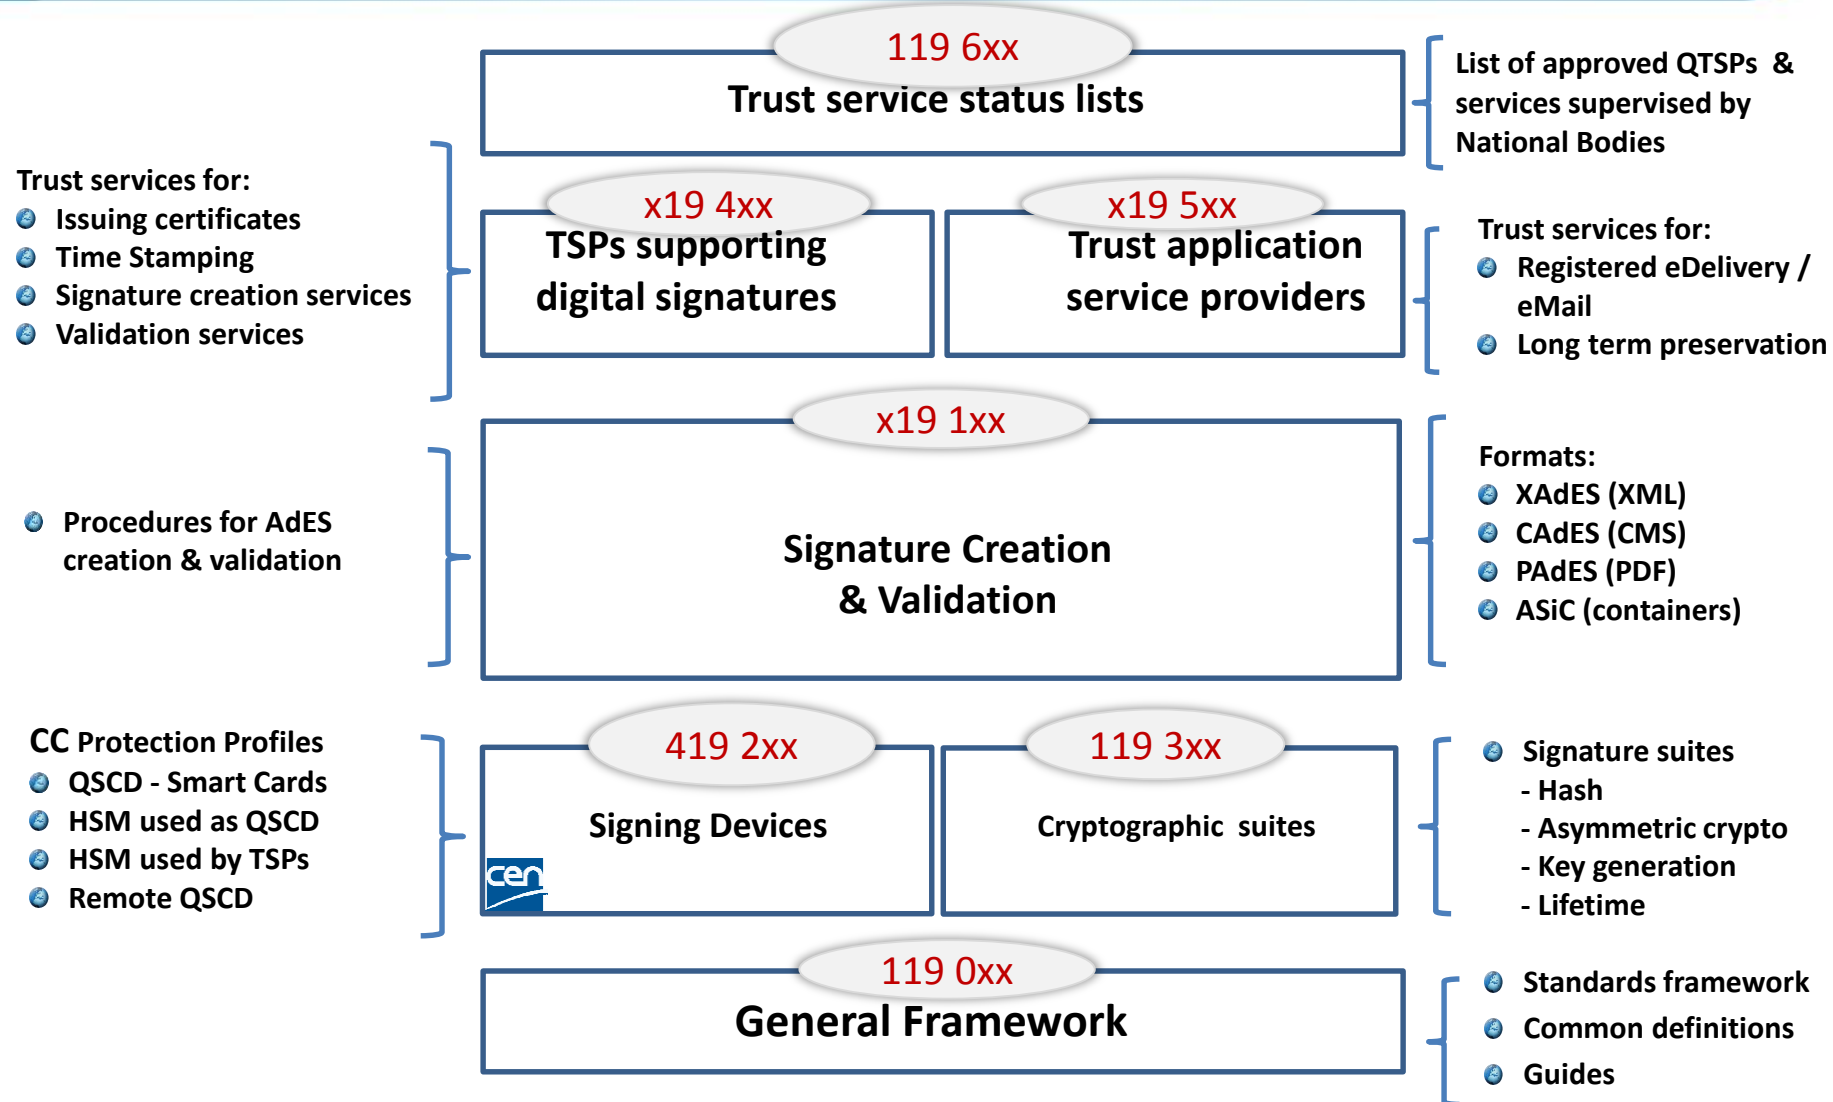 119 6xx
Trust service status lists
List of approved QTSPs &
services supervised by
National Bodies
Trust services for:
Issuing certificates
Time Stamping
Signature creation services
Validation services
x19 4xx
TSPs supporting
digital signatures
x19 5xx
Trust application
service providers
Trust services for:
Registered eDelivery /
eMail
Long term preservation
x19 1xx
Signature Creation
& Validation
Procedures for AdES
creation & validation
Formats:
XAdES (XML)
CAdES (CMS)
PAdES (PDF)
ASiC (containers)
CC Protection Profiles
QSCD - Smart Cards
HSM used as QSCD
HSM used by TSPs
Remote QSCD
419 2xx
Signing Devices
cen
119 3xx
Cryptographic suites
Signature suites
- Hash
- Asymmetric crypto
- Key generation
- Lifetime
119 0xx
General Framework
Standards framework
Common definitions
Guides